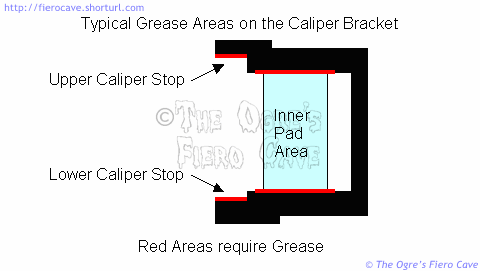 http://fierocave.shorturl.com
Typical Grease Areas on the Caliper Bracket
Upper Caliper Stop
©The Ogre's
Fiero Cave
Inner
Pad
Area
Lower Caliper Stop
Red Areas require Grease
© The Ogre's Fiero Cave